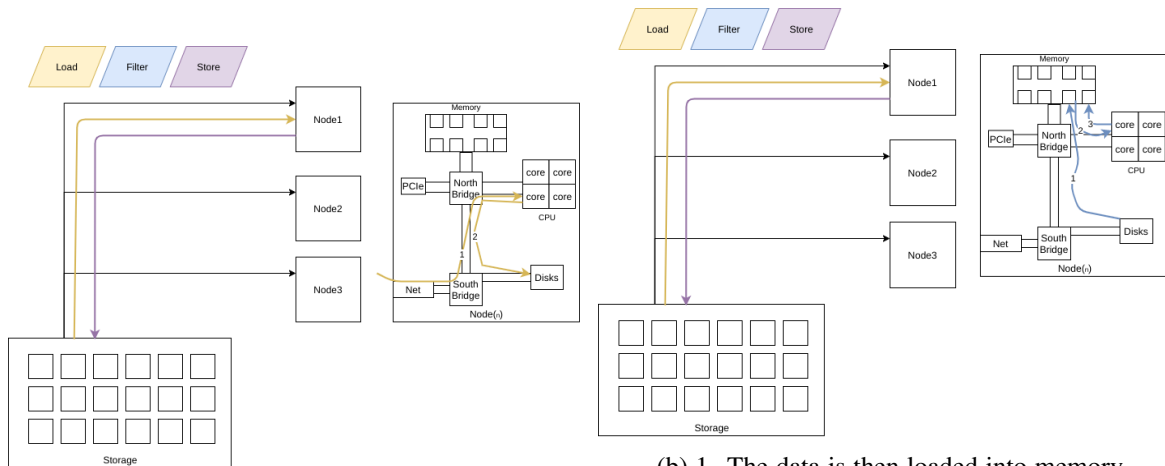 Load
Filter
Store
Node1
Node2
Node3
Storage
Memory
PCIe
North
Bridge
core
core
core
core
CPU
1
2
Net
South
Bridge
Disks
Node(n)
Load
Filter
Store
Node1
Node2
Node3
Storage
Memory
PCIe
North
Bridge
3
2
core
core
core
core
CPU
1
Net
South
Bridge
Disks
Node(n)
(b) 1- The data is then loaded into memory